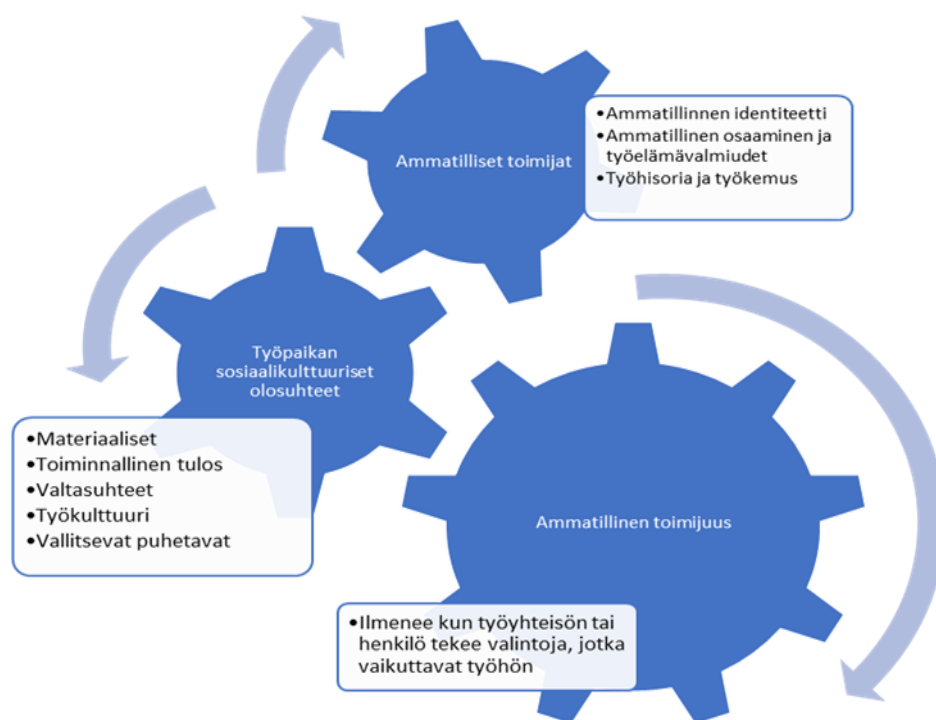 Ammatilliset toimijat
•Ammatillinnen identiteetti
•Ammatillinen osaaminen ja
työelämävalmiudet
•Työhisoria ja työkemus
Työpaikan
sosiaalikulttuuriset
olosuhteet
•Materiaaliset
•Toiminnallinen tulos
•Valtasuhteet
•Työkulttuuri
•Vallitsevat puhetavat
Ammatillinen toimijuus
•Ilmenee kun työyhteisön tai
henkilö tekee valintoja, jotka
vaikuttavat työhön